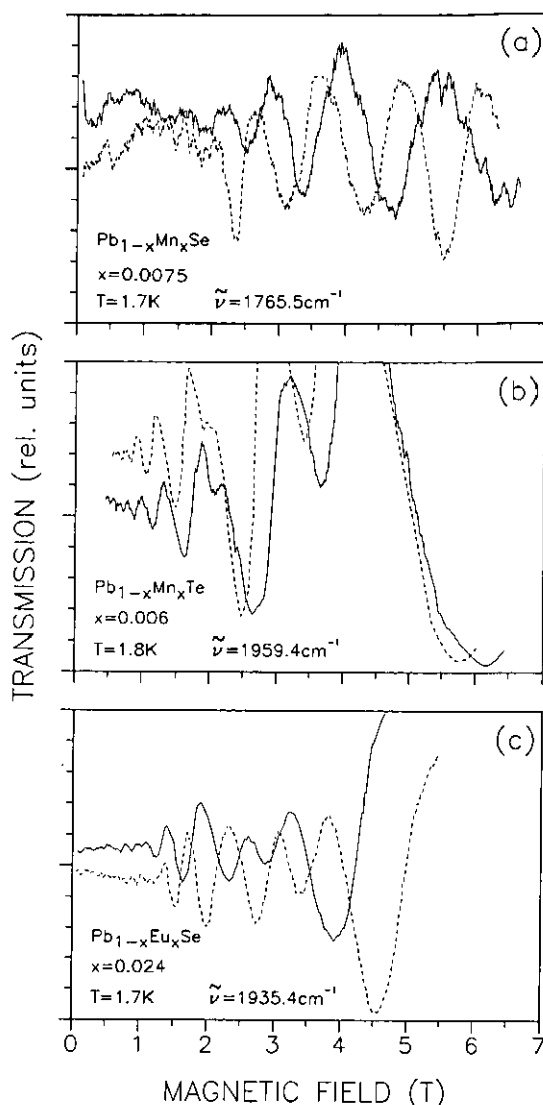 (a)
Pb₁₋ₓMnₓSe
x=0.0075
T=1.7K ν̃=1765.5cm⁻¹
TRANSMISSION (rel. units)
(b)
Pb₁₋ₓMnₓTe
x=0.006
T=1.8K ν̃=1959.4cm⁻¹
(c)
Pb₁₋ₓEuₓSe
x=0.024
T=1.7K ν̃=1935.4cm⁻¹
0 1 2 3 4 5 6 7
MAGNETIC FIELD (T)